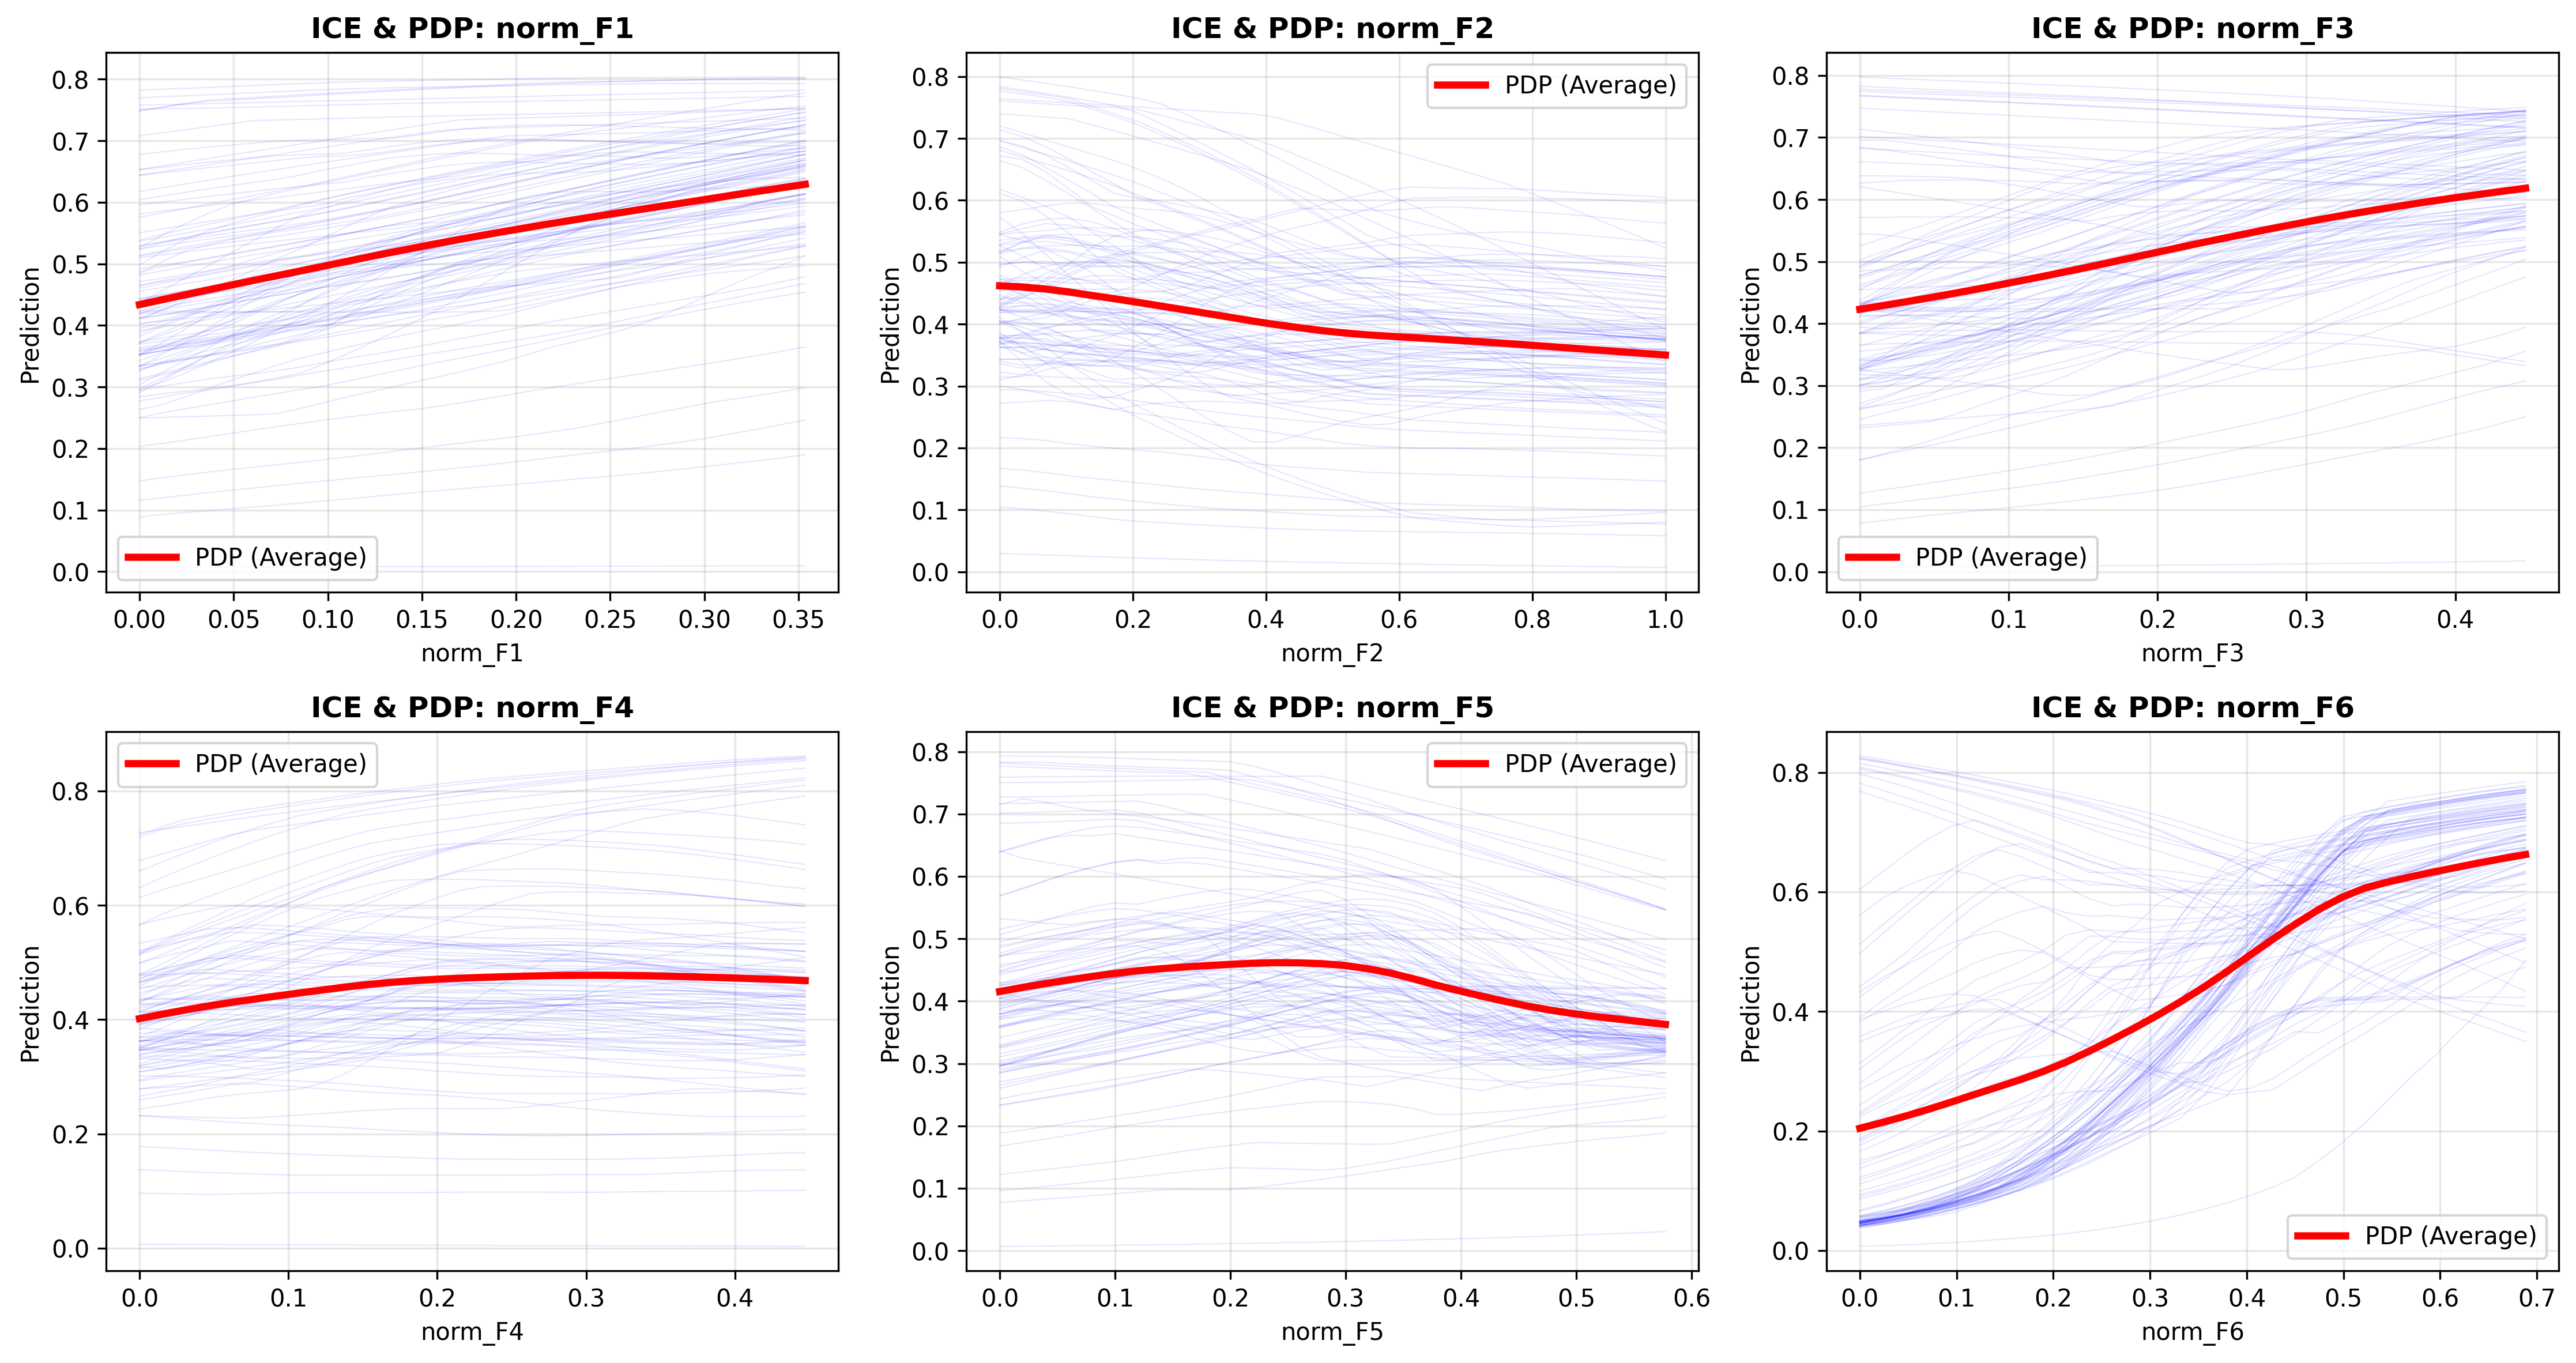 ICE & PDP: norm_F1
0.8
0.7
0.6
0.5
0.4
0.3
0.2
0.1
0.0
Prediction
PDP (Average)
0.00 0.05 0.10 0.15 0.20 0.25 0.30 0.35
norm_F1
ICE & PDP: norm_F2
0.8
0.7
0.6
0.5
0.4
0.3
0.2
0.1
0.0
Prediction
PDP (Average)
0.0 0.2 0.4 0.6 0.8 1.0
norm_F2
ICE & PDP: norm_F3
0.8
0.7
0.6
0.5
0.4
0.3
0.2
0.1
0.0
Prediction
PDP (Average)
0.0 0.1 0.2 0.3 0.4
norm_F3
ICE & PDP: norm_F4
PDP (Average)
0.8
0.6
0.4
0.2
0.0
Prediction
0.0 0.1 0.2 0.3 0.4
norm_F4
ICE & PDP: norm_F5
PDP (Average)
0.8
0.7
0.6
0.5
0.4
0.3
0.2
0.1
0.0
Prediction
0.0 0.1 0.2 0.3 0.4 0.5 0.6
norm_F5
ICE & PDP: norm_F6
0.8
0.6
0.4
0.2
0.0
Prediction
PDP (Average)
0.0 0.1 0.2 0.3 0.4 0.5 0.6 0.7
norm_F6